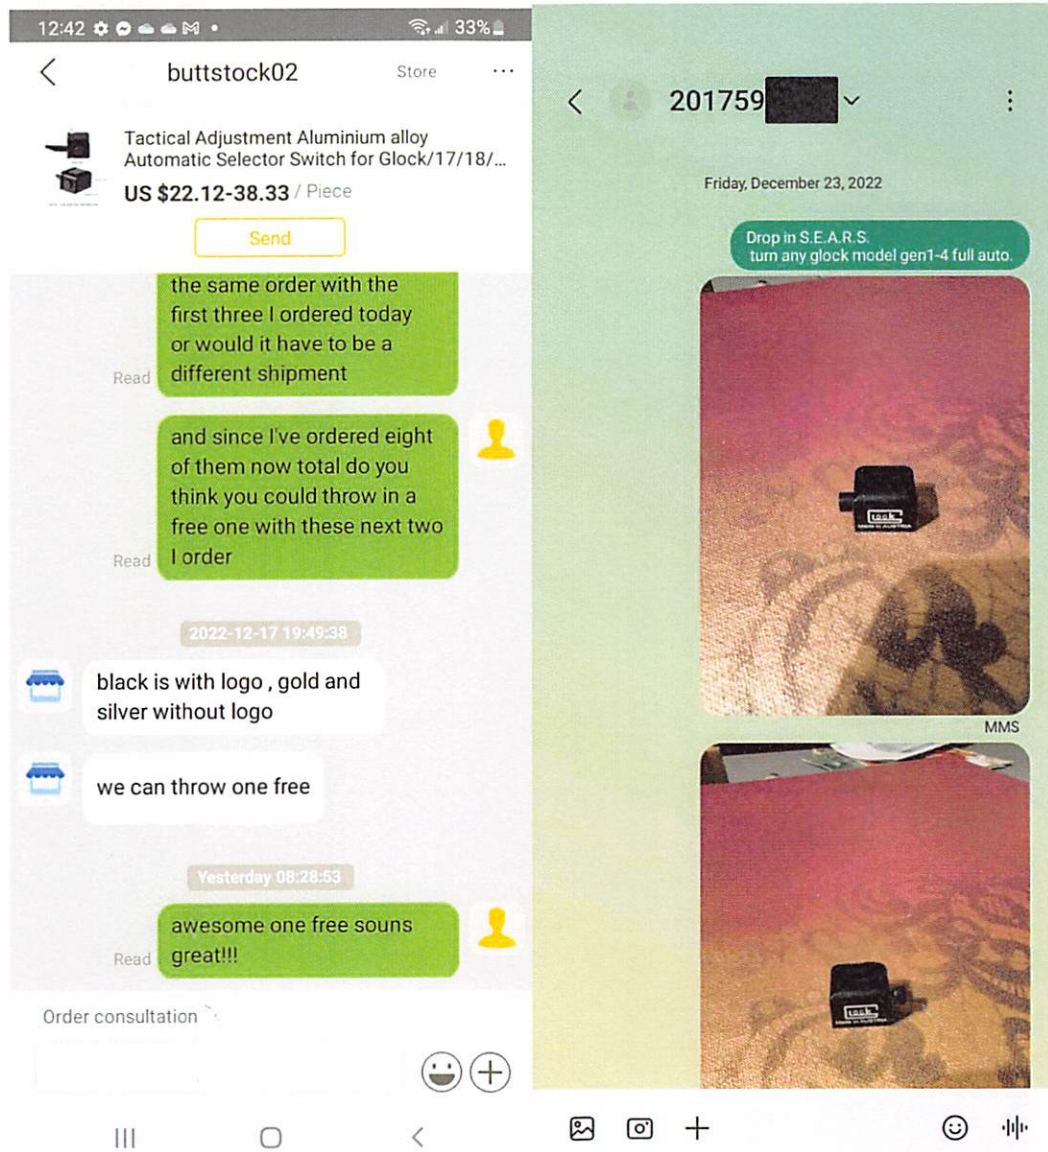 12:42
33%
buttstock02
Store
Tactical Adjustment Aluminium alloy
Automatic Selector Switch for Glock/17/18/...
US $22.12-38.33 / Piece
Send
the same order with the
first three I ordered today
or would it have to be a
different shipment
Read
and since I've ordered eight
of them now total do you
think you could throw in a
free one with these next two
I order
Read
2022-12-17 19:49:38
black is with logo , gold and
silver without logo
we can throw one free
Yesterday 08:28:53
awesome one free souns
great!!!
Read
Order consultation
201759
Friday, December 23, 2022
Drop in S.E.A.R.S.
turn any glock model gen1-4 full auto.
MMS